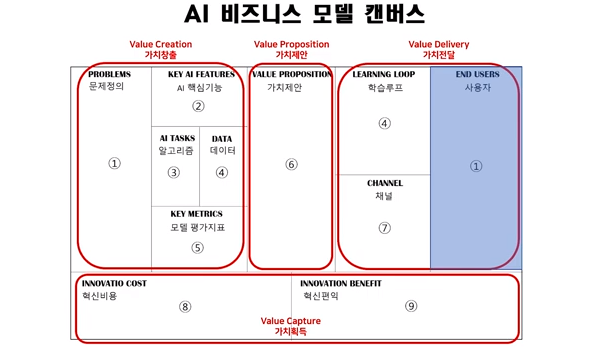 AI 비즈니스 모델 캔버스
Value Creation
가치창출
Value Proposition
가치제안
Value Delivery
가치전달
PROBLEMS
문제정의
①
KEY AI FEATURES
AI 핵심기능
②
AI TASKS
알고리즘
③
DATA
데이터
④
KEY METRICS
모델 평가지표
⑤
VALUE PROPOSITION
가치제안
⑥
LEARNING LOOP
학습루프
④
CHANNEL
채널
⑦
END USERS
사용자
①
INNOVATIO COST
혁신비용
⑧
INNOVATION BENEFIT
혁신편익
⑨
Value Capture
가치획득